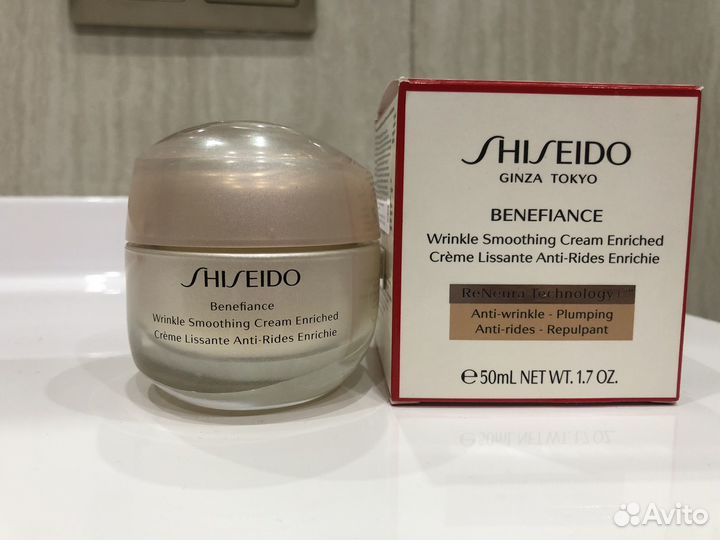 SHISEIDO
Benefiance
Wrinkle Smoothing Cream Enriched
Crème Lissante Anti-Rides Enrichie
SHISEIDO
GINZA TOKYO
BENEFIANCE
Wrinkle Smoothing Cream Enriched
Crème Lissante Anti-Rides Enrichie
ReNeura Technology+™
Anti-wrinkle - Plumping
Anti-rides - Repulpant
℮50mL NET WT. 1.7 OZ.
Avito